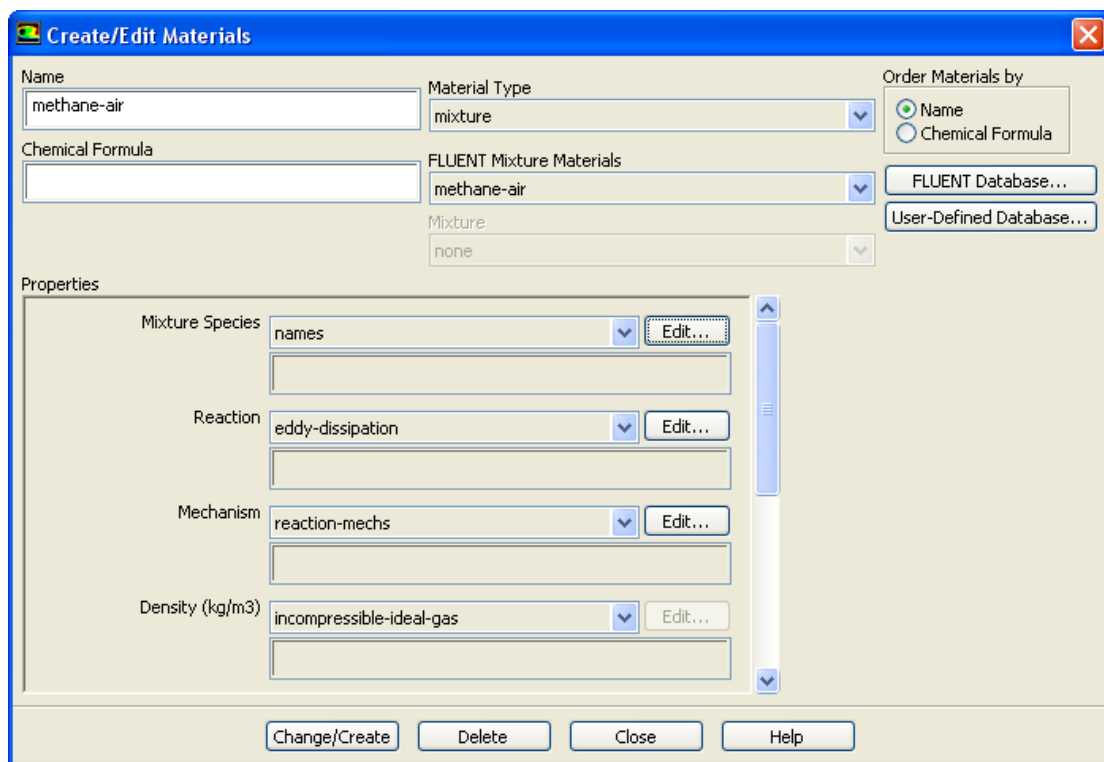 Create/Edit Materials
Name
methane-air
Chemical Formula
Material Type
mixture
FLUENT Mixture Materials
methane-air
Mixture
none
Order Materials by
Name
Chemical Formula
FLUENT Database...
User-Defined Database...
Properties
Mixture Species
names
Edit...
Reaction
eddy-dissipation
Edit...
Mechanism
reaction-mechs
Edit...
Density (kg/m3)
incompressible-ideal-gas
Edit...
Change/Create
Delete
Close
Help